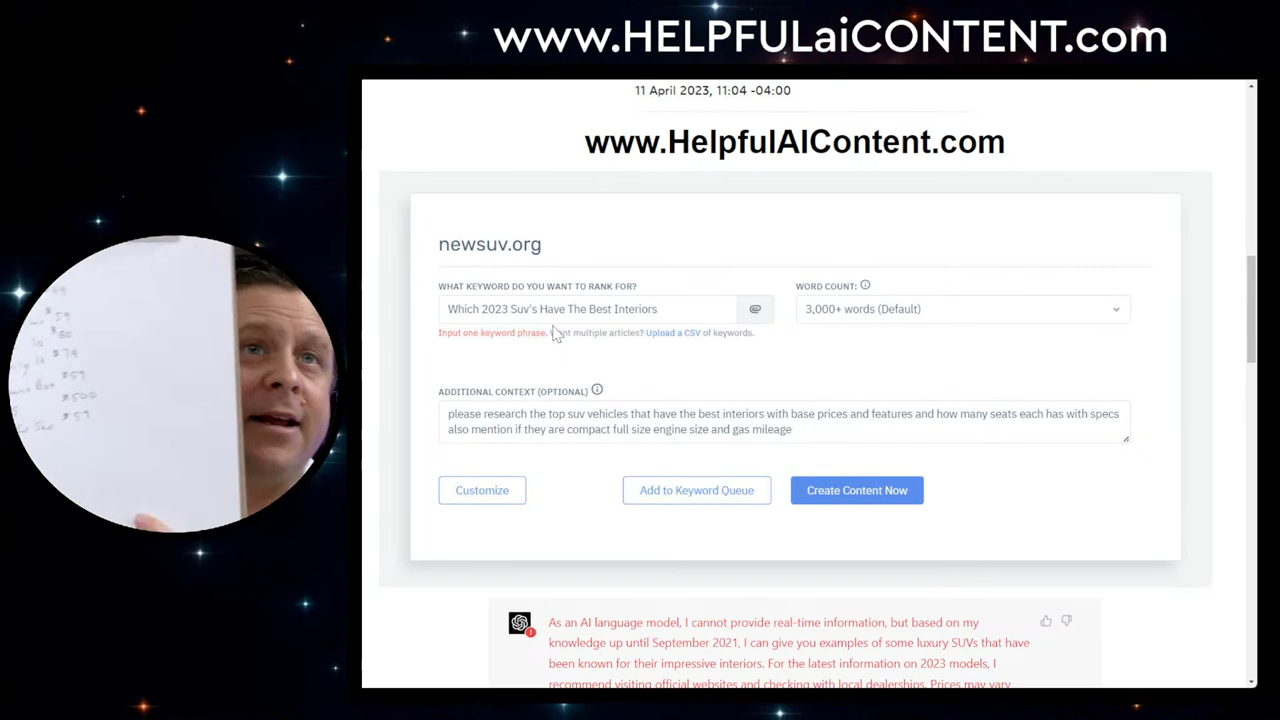 www.HELPFULaiCONTENT.com
11 April 2023, 11:04 -04:00
www.HelpfulAIContent.com
newsuv.org
WHAT KEYWORD DO YOU WANT TO RANK FOR?
WORD COUNT:
Which 2023 Suv's Have The Best Interiors
@
3,000+ words (Default)
Input one keyword phrase. Want multiple articles? Upload a CSV of keywords.
ADDITIONAL CONTEXT (OPTIONAL)
please research the top suv vehicles that have the best interiors with base prices and features and how many seats each has with specs
also mention if they are compact full size engine size and gas mileage
Customize
Add to Keyword Queue
Create Content Now
As an AI language model, I cannot provide real-time information, but based on my
knowledge up until September 2021, I can give you examples of some luxury SUVs that have
been known for their impressive interiors. For the latest information on 2023 models, I
recommend visiting official websites and checking with local dealerships. Prices may vary
$59
$80
$79
$59
$500
$59